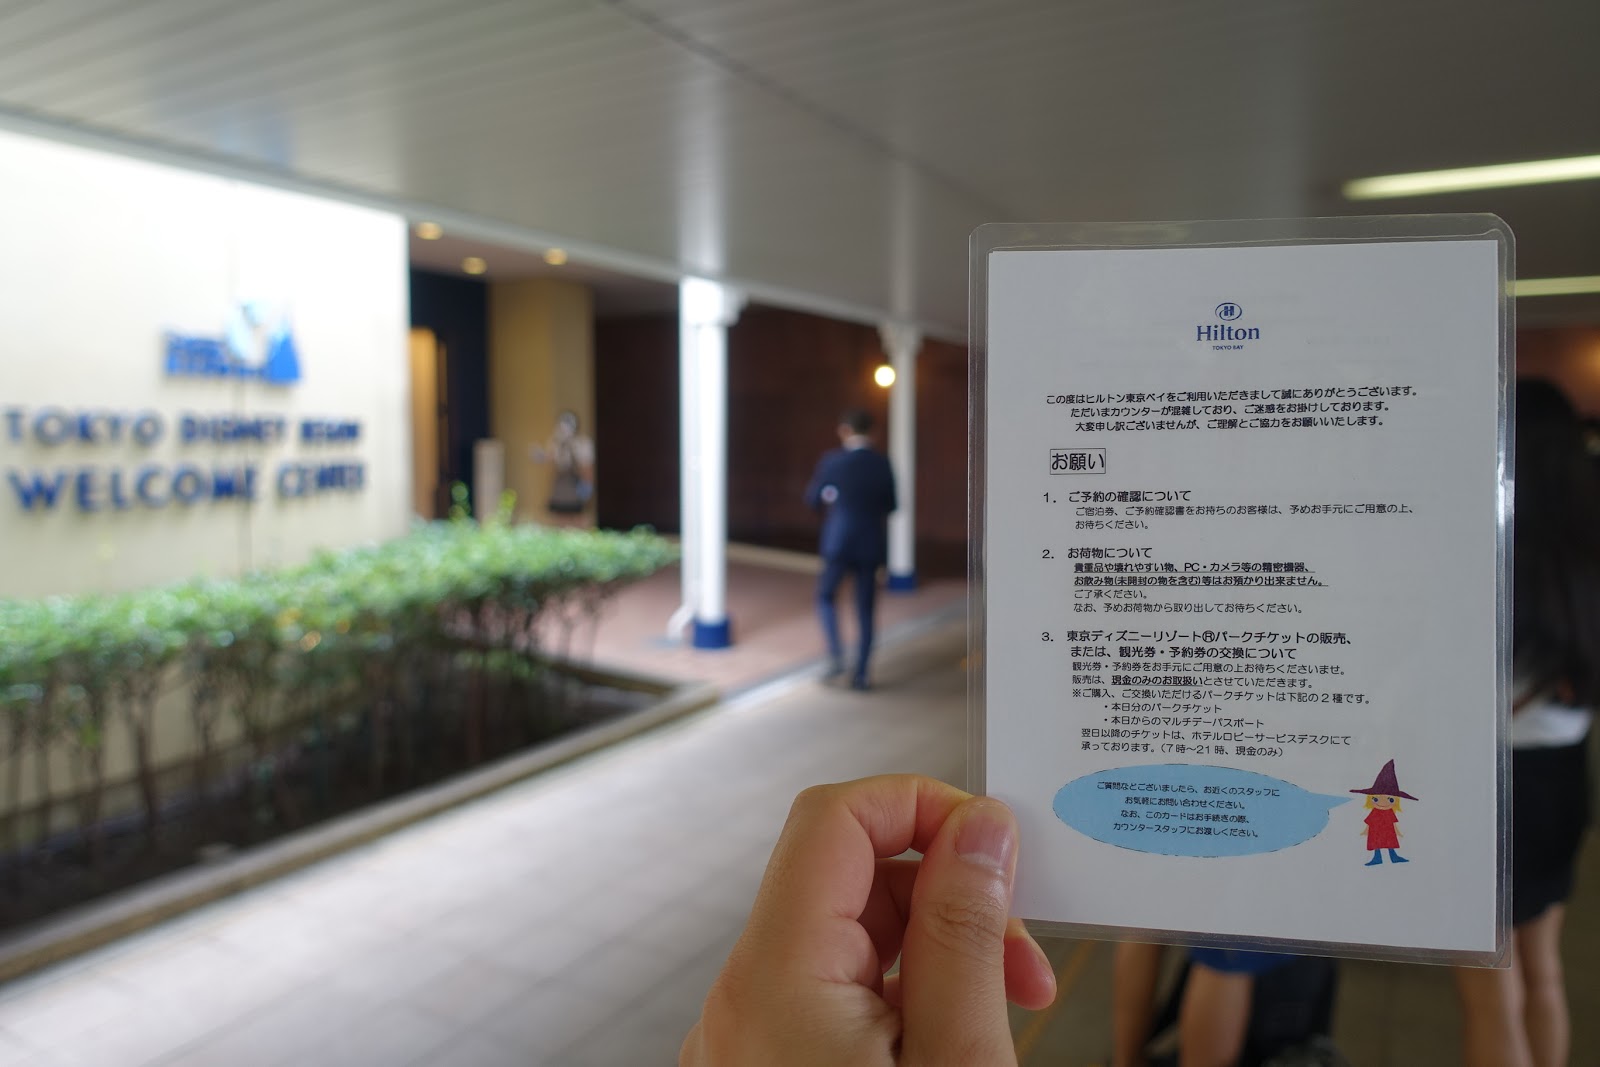 TOKYO DISNEY RESORT
WELCOME CENTER
Hilton
TOKYO BAY
この度はヒルトン東京ベイをご利用いただきまして誠にありがとうございます。
ただいまカウンターが混雑しており、ご迷惑をお掛けしております。
大変申し訳ございませんが、ご理解とご協力をお願いいたします。
お願い
1. ご予約の確認について
ご宿泊券、ご予約確認書をお持ちのお客様は、予めお手元にご用意の上、
お待ちください。
2. お荷物について
貴重品や壊れやすい物、PC・カメラ等の精密機器、
お飲み物(未開封の物を含む)等はお預かり出来ません。
ご了承ください。
なお、予めお荷物から取り出してお待ちください。
3. 東京ディズニーリゾート®パークチケットの販売、
または、観光券・予約券の交換について
観光券・予約券をお手元にご用意の上お待ちくださいませ。
販売は、現金のみのお取扱いとさせていただきます。
※ご購入、ご交換いただけるパークチケットは下記の2種です。
・本日分のパークチケット
・本日からのマルチデーパスポート
翌日以降のチケットは、ホテルロビーサービスデスクにて
承っております。(7時～21時、現金のみ)
ご質問などございましたら、お近くのスタッフに
お気軽にお問い合わせください。
なお、このカードはお手続きの際、
カウンタースタッフにお渡しください。